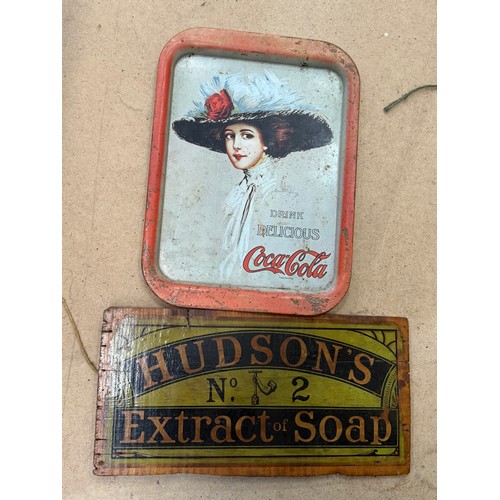 DRINK
DELICIOUS
Coca-Cola
HUDSON'S
No. 2
Extract of Soap